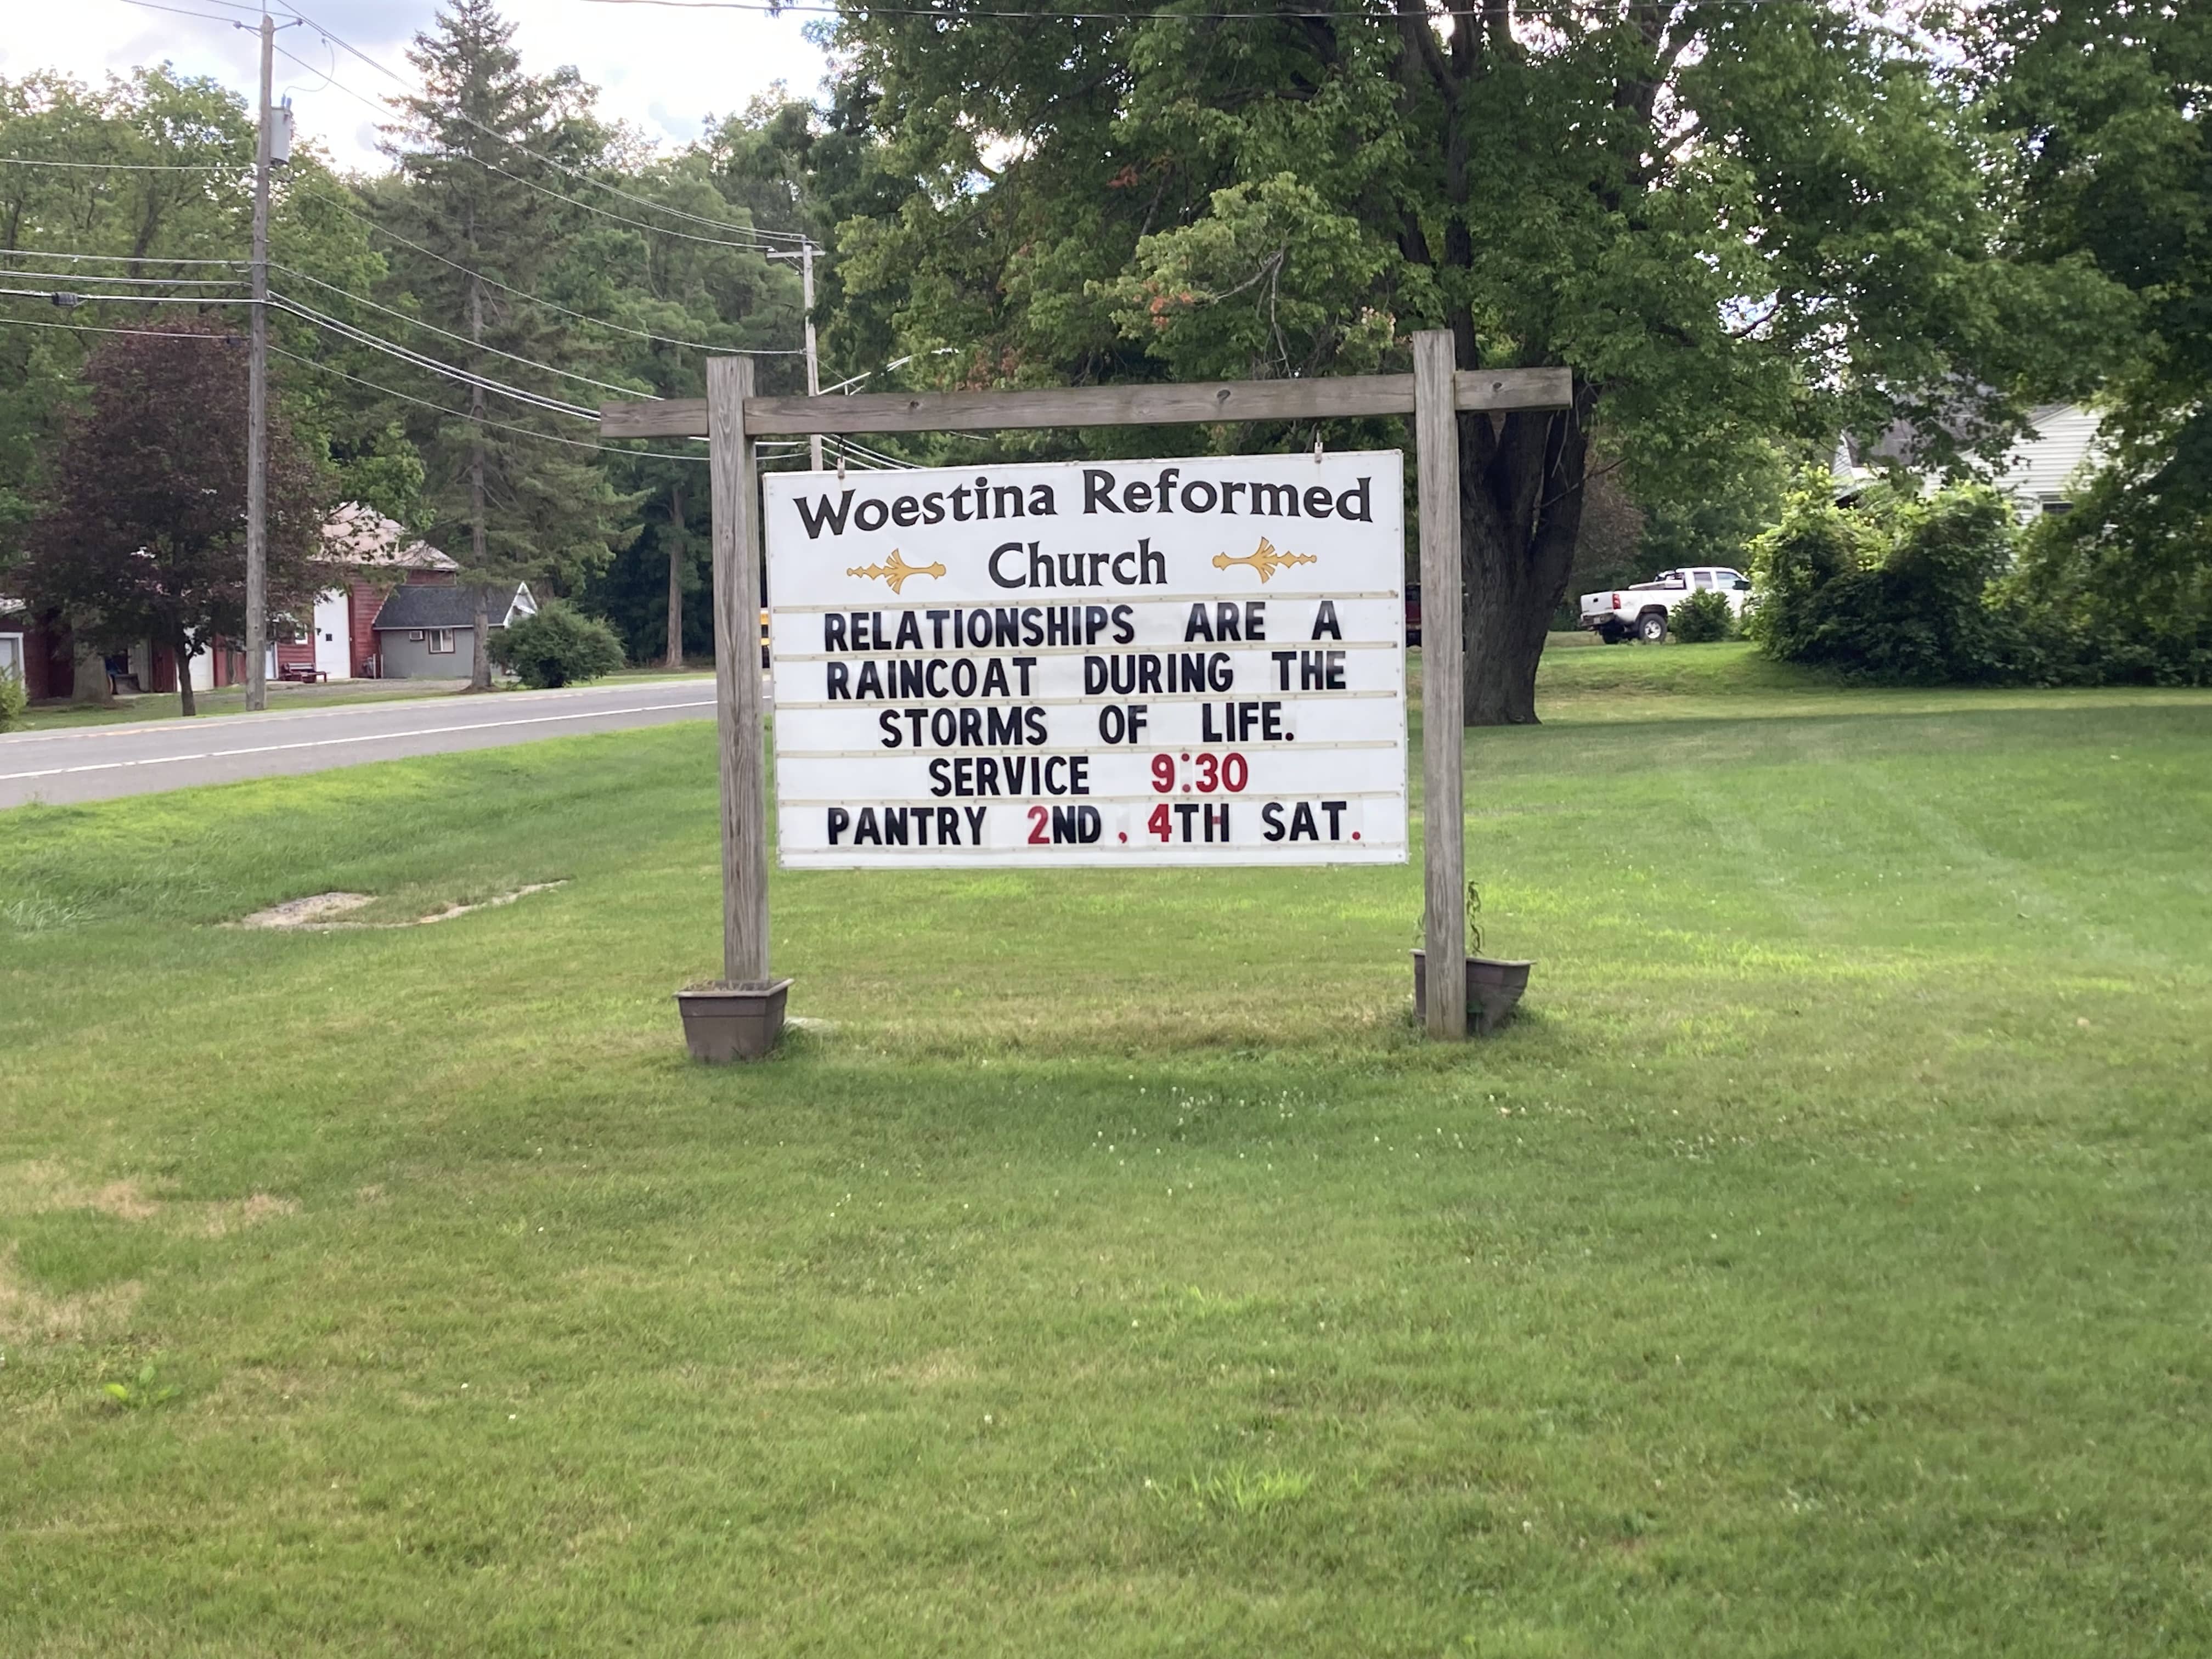 Woestina Reformed
Church
RELATIONSHIPS ARE A
RAINCOAT DURING THE
STORMS OF LIFE.
SERVICE 9:30
PANTRY 2ND, 4TH SAT.